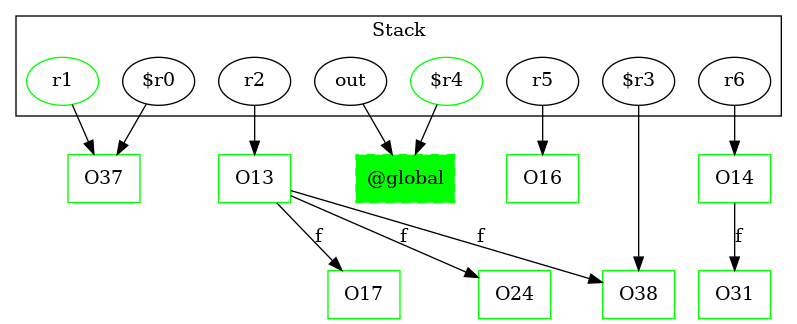 Stack
r1 $r0 r2 out $r4 r5 $r3 r6
O37 O13 @global O16 O14
f f f f
O17 O24 O38 O31